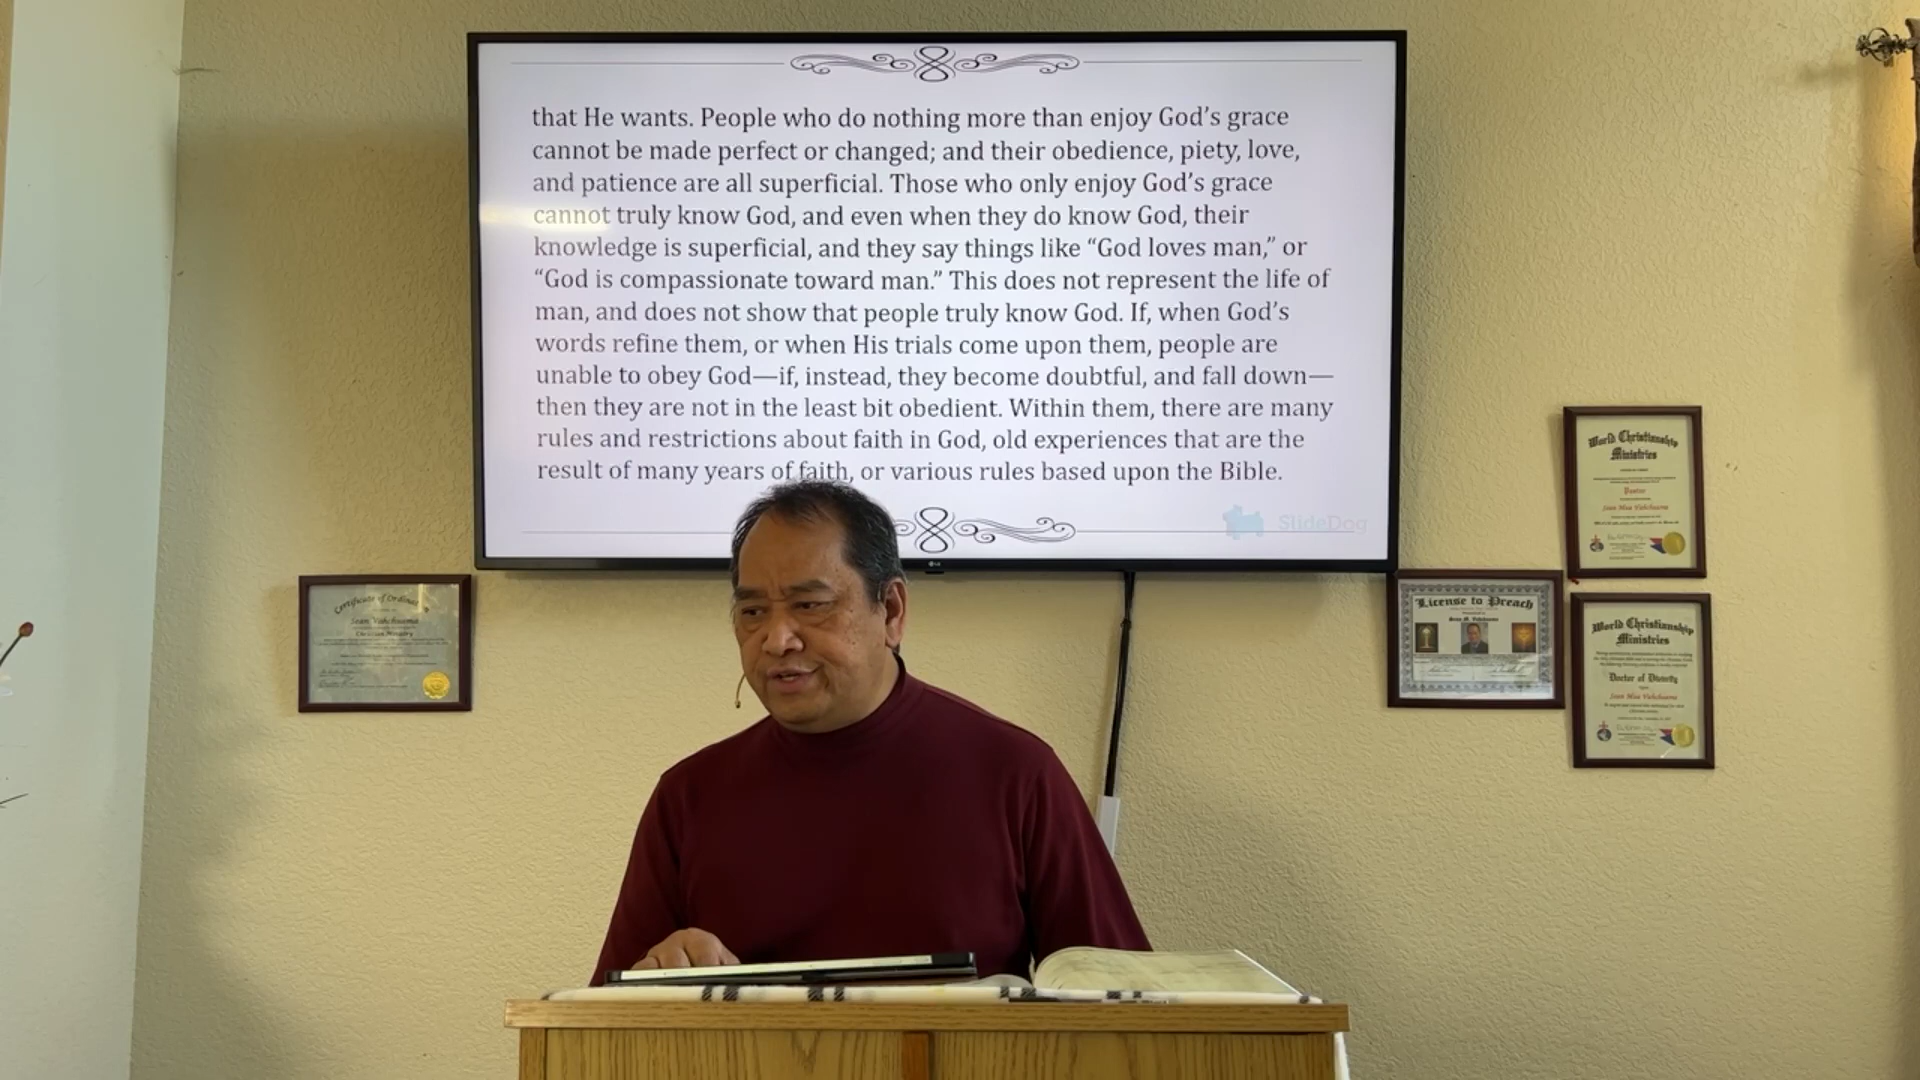 that He wants. People who do nothing more than enjoy God's grace
cannot be made perfect or changed; and their obedience, piety, love,
and patience are all superficial. Those who only enjoy God's grace
cannot truly know God, and even when they do know God, their
knowledge is superficial, and they say things like “God loves man,” or
“God is compassionate toward man.” This does not represent the life of
man, and does not show that people truly know God. If, when God's
words refine them, or when His trials come upon them, people are
unable to obey God—if, instead, they become doubtful, and fall down—
then they are not in the least bit obedient. Within them, there are many
rules and restrictions about faith in God, old experiences that are the
result of many years of faith, or various rules based upon the Bible.
SlideDog
LG
Certificate of
Sean Vahchuama
Christian Ministry
License to Preach
World Christianship
Ministries
Pastor
World Christianship
Ministries
Doctor of Divinity